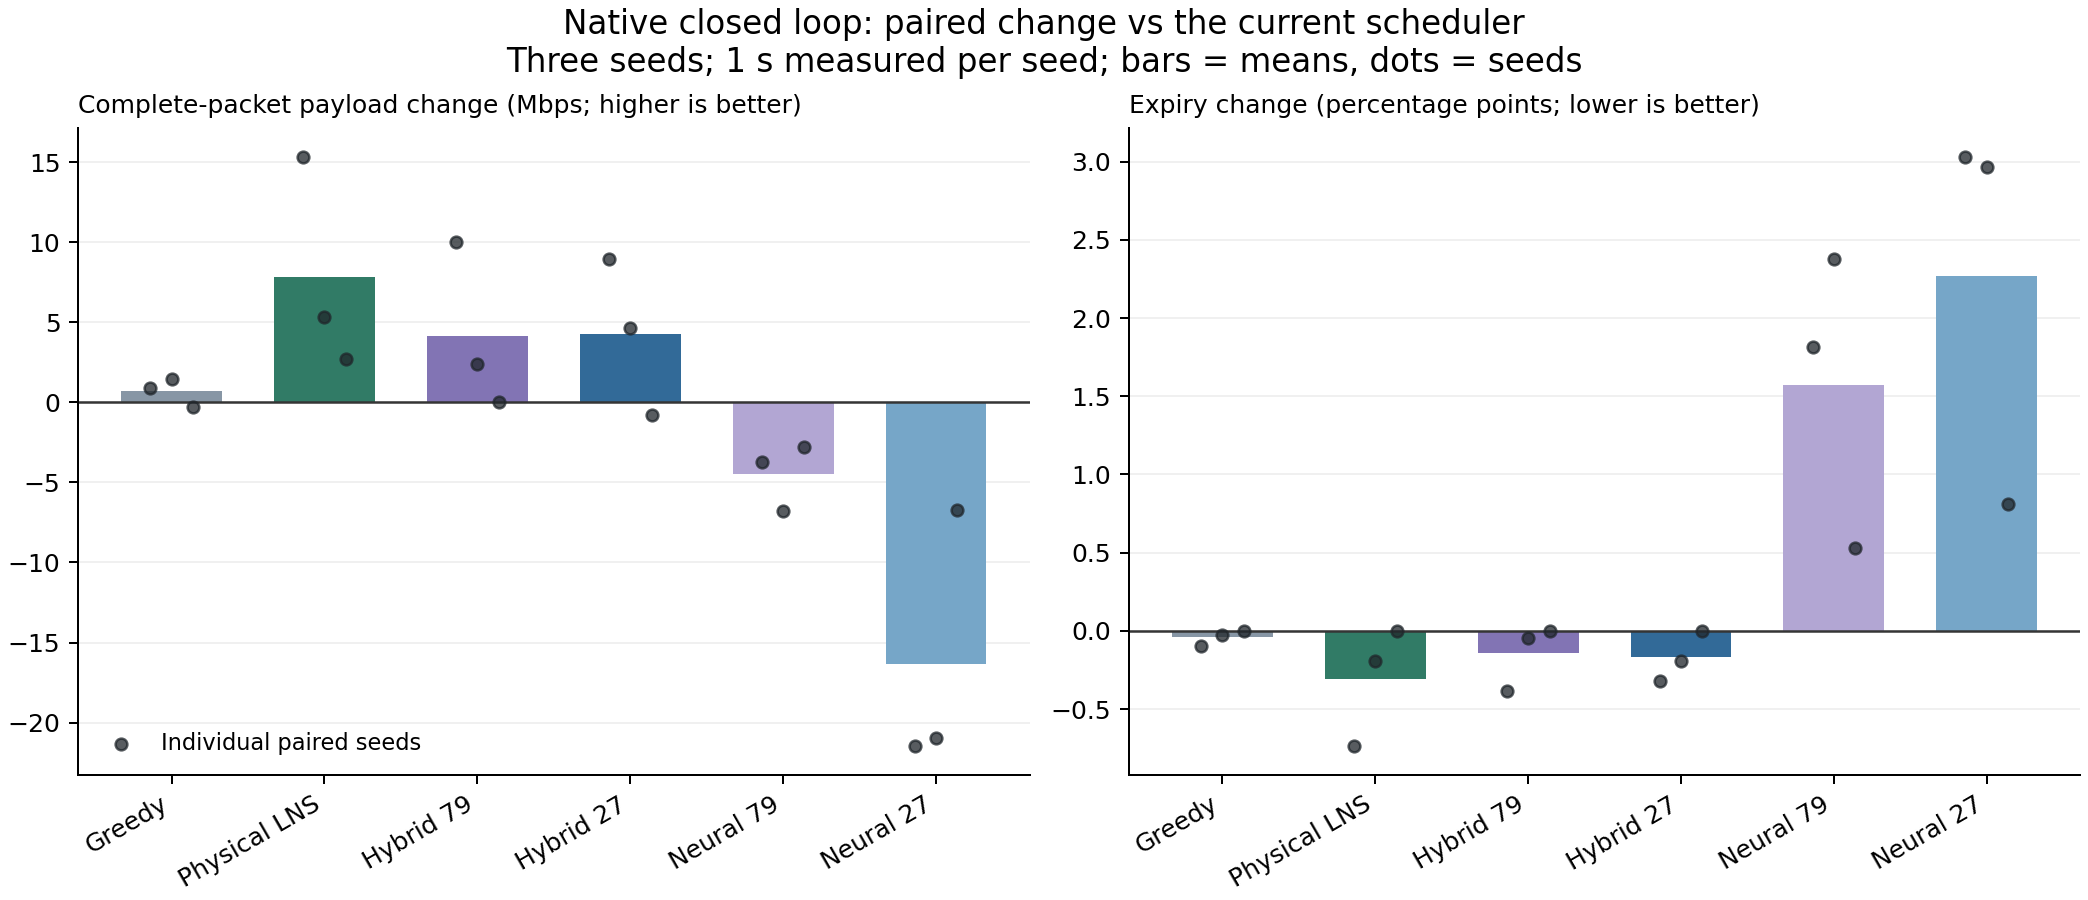 Native closed loop: paired change vs the current scheduler
Three seeds; 1 s measured per seed; bars = means, dots = seeds
Complete-packet payload change (Mbps; higher is better)
15
10
5
0
−5
−10
−15
−20
Individual paired seeds
Greedy
Physical LNS
Hybrid 79
Hybrid 27
Neural 79
Neural 27
Expiry change (percentage points; lower is better)
3.0
2.5
2.0
1.5
1.0
0.5
0.0
−0.5
Greedy
Physical LNS
Hybrid 79
Hybrid 27
Neural 79
Neural 27